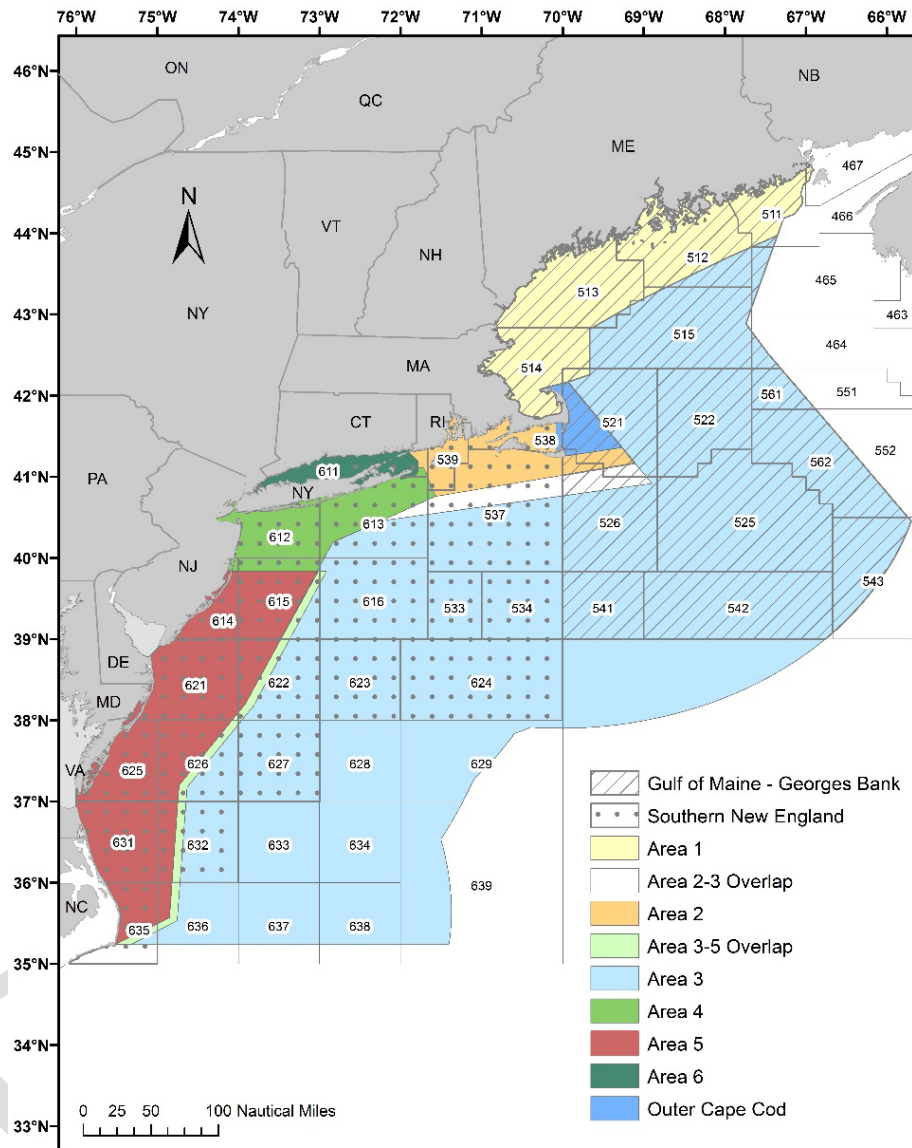 76°W 75°W 74°W 73°W 72°W 71°W 70°W 69°W 68°W 67°W 66°W
46°N
45°N
44°N
43°N
42°N
41°N
40°N
39°N
38°N
37°N
36°N
35°N
34°N
33°N
ON
QC
NB
ME
VT
NH
NY
MA
CT
RI
NY
PA
NJ
DE
MD
VA
NC
N
467
511
466
512
465
513
463
515
464
514
551
561
521
522
538
552
539
562
611
537
526
525
613
612
543
616
533
534
541
542
615
614
621
622
623
624
625
626
627
628
629
631
632
633
634
639
635
636
637
638
Gulf of Maine - Georges Bank
Southern New England
Area 1
Area 2-3 Overlap
Area 2
Area 3-5 Overlap
Area 3
Area 4
Area 5
Area 6
Outer Cape Cod
0 25 50 100 Nautical Miles